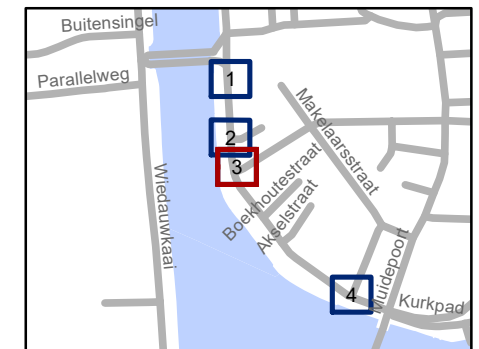 Buitensingel
Parallelweg
1
2
3
Makelaarsstraat
Boekhoutestraat
Akselstraat
Wiedauwkaai
4
Muidepoort
Kurkpad